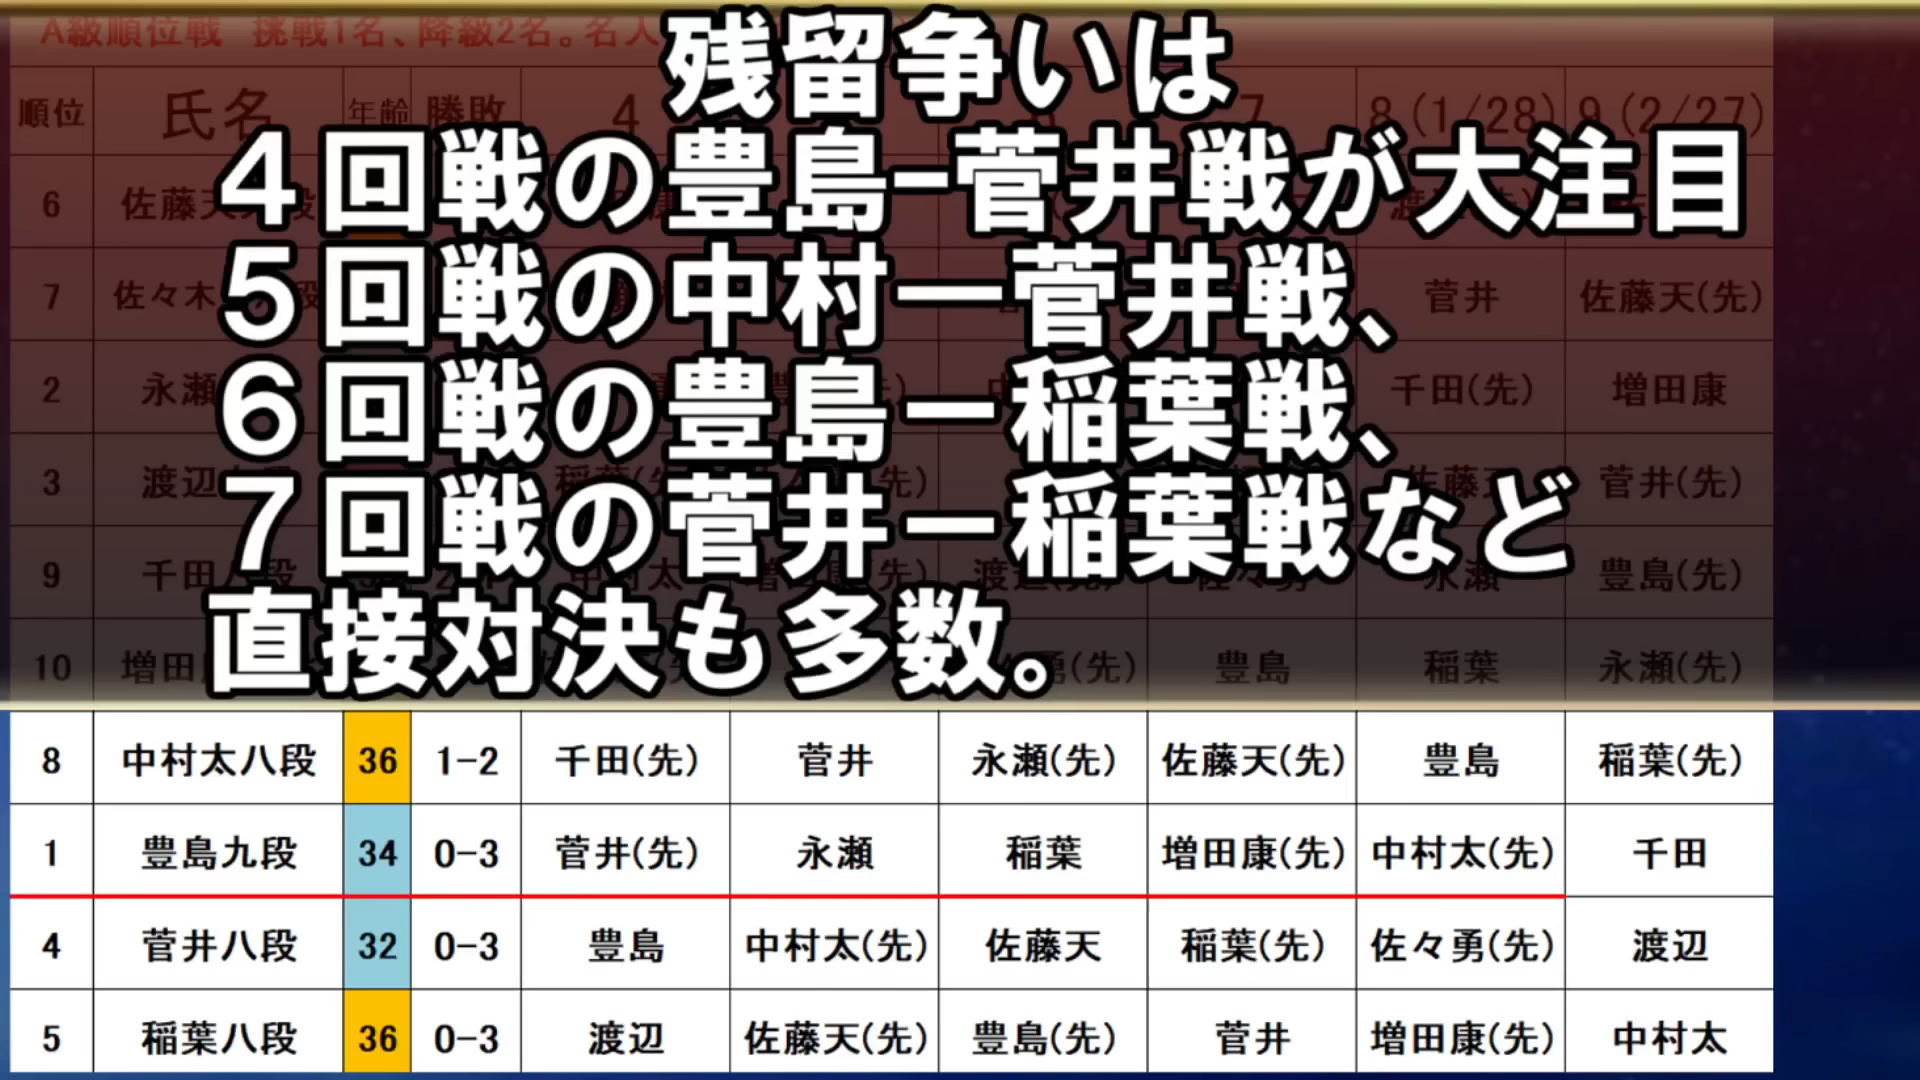 A級順位戦 挑戦1名、降級2名。名人
残留争いは
4回戦の豊島-菅井戦が大注目
5回戦の中村ー菅井戦、
6回戦の豊島ー稲葉戦、
7回戦の菅井ー稲葉戦など
直接対決も多数。
順位 氏名 年齢 勝敗 4 7 8(1/28) 9(2/27)
6 佐藤天
7 佐々木 菅井 佐藤天(先)
2 永瀬 千田(先) 増田康
3 渡辺 菅井(先)
9 千田八段 永瀬 豊島(先)
10 増田 勇(先) 豊島 稲葉 永瀬(先)
8 中村太八段 36 1-2 千田(先) 菅井 永瀬(先) 佐藤天(先) 豊島 稲葉(先)
1 豊島九段 34 0-3 菅井(先) 永瀬 稲葉 増田康(先) 中村太(先) 千田
4 菅井八段 32 0-3 豊島 中村太(先) 佐藤天 稲葉(先) 佐々勇(先) 渡辺
5 稲葉八段 36 0-3 渡辺 佐藤天(先) 豊島(先) 菅井 増田康(先) 中村太